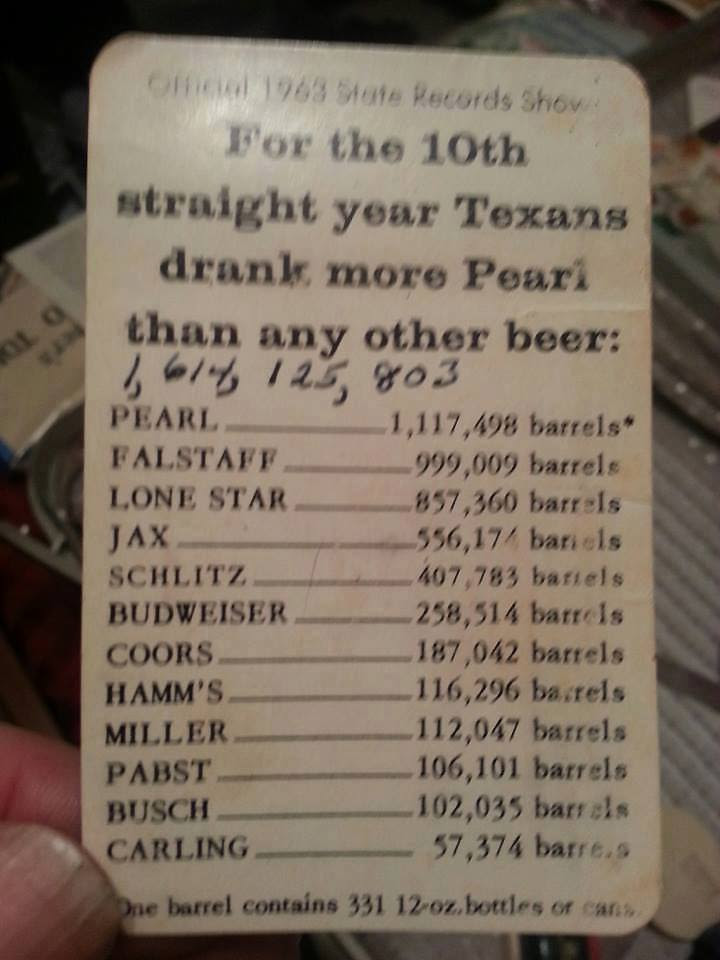 Official 1963 State Records Show
For the 10th
straight year Texans
drank more Pearl
than any other beer:
1,614,125,803
PEARL 1,117,498 barrels*
FALSTAFF 999,009 barrels
LONE STAR 857,360 barrels
JAX barrels
SCHLITZ 407,783 barrels
BUDWEISER 258,514 barrels
COORS 187,042 barrels
HAMM'S 116,296 barrels
MILLER 112,047 barrels
PABST 106,101 barrels
BUSCH 102,035 barrels
CARLING 57,374 barrels
One barrel contains 331 12-oz.bottles or cans.